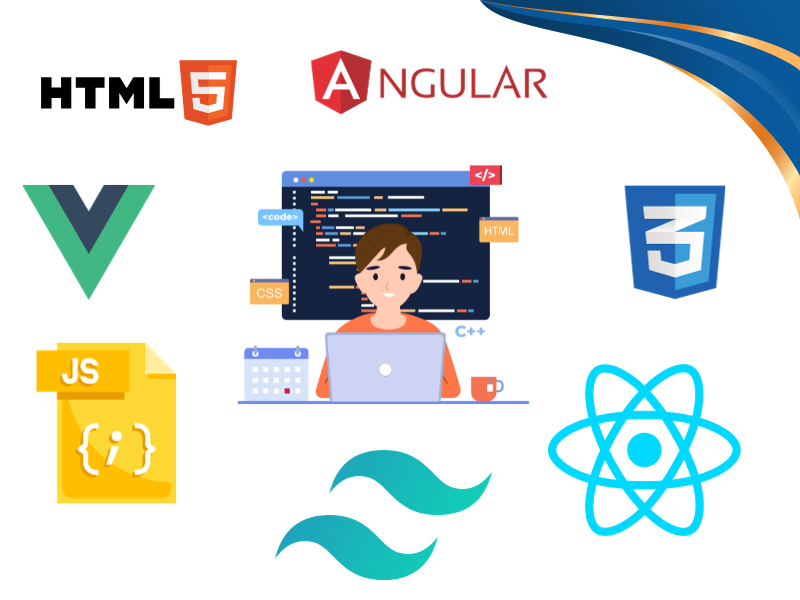 HTML 5
ANGULAR
</>
<code>
HTML
CSS
C++
JS
{;}
3